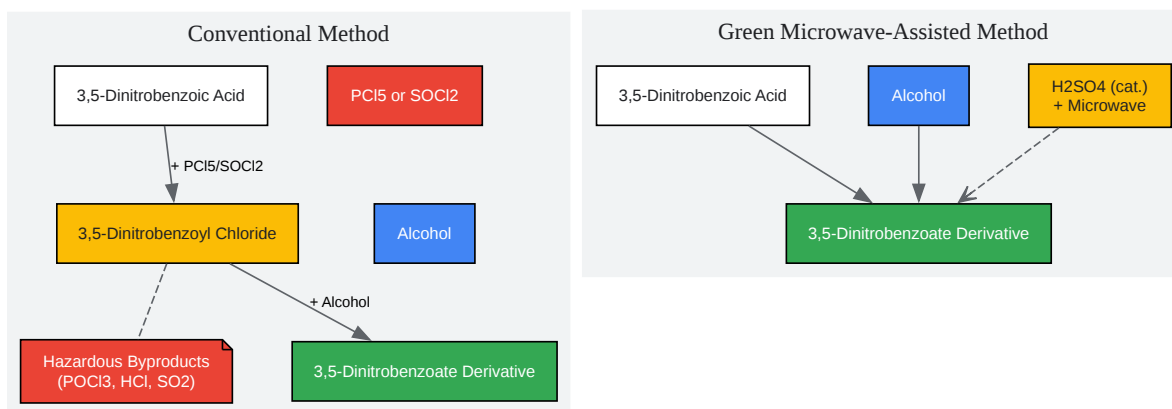 Conventional Method
3,5-Dinitrobenzoic Acid
PCl5 or SOCl2
+ PCl5/SOCl2
3,5-Dinitrobenzoyl Chloride
Alcohol
+ Alcohol
Hazardous Byproducts
(POCl3, HCl, SO2)
3,5-Dinitrobenzoate Derivative
Green Microwave-Assisted Method
3,5-Dinitrobenzoic Acid
Alcohol
H2SO4 (cat.)
+ Microwave
3,5-Dinitrobenzoate Derivative